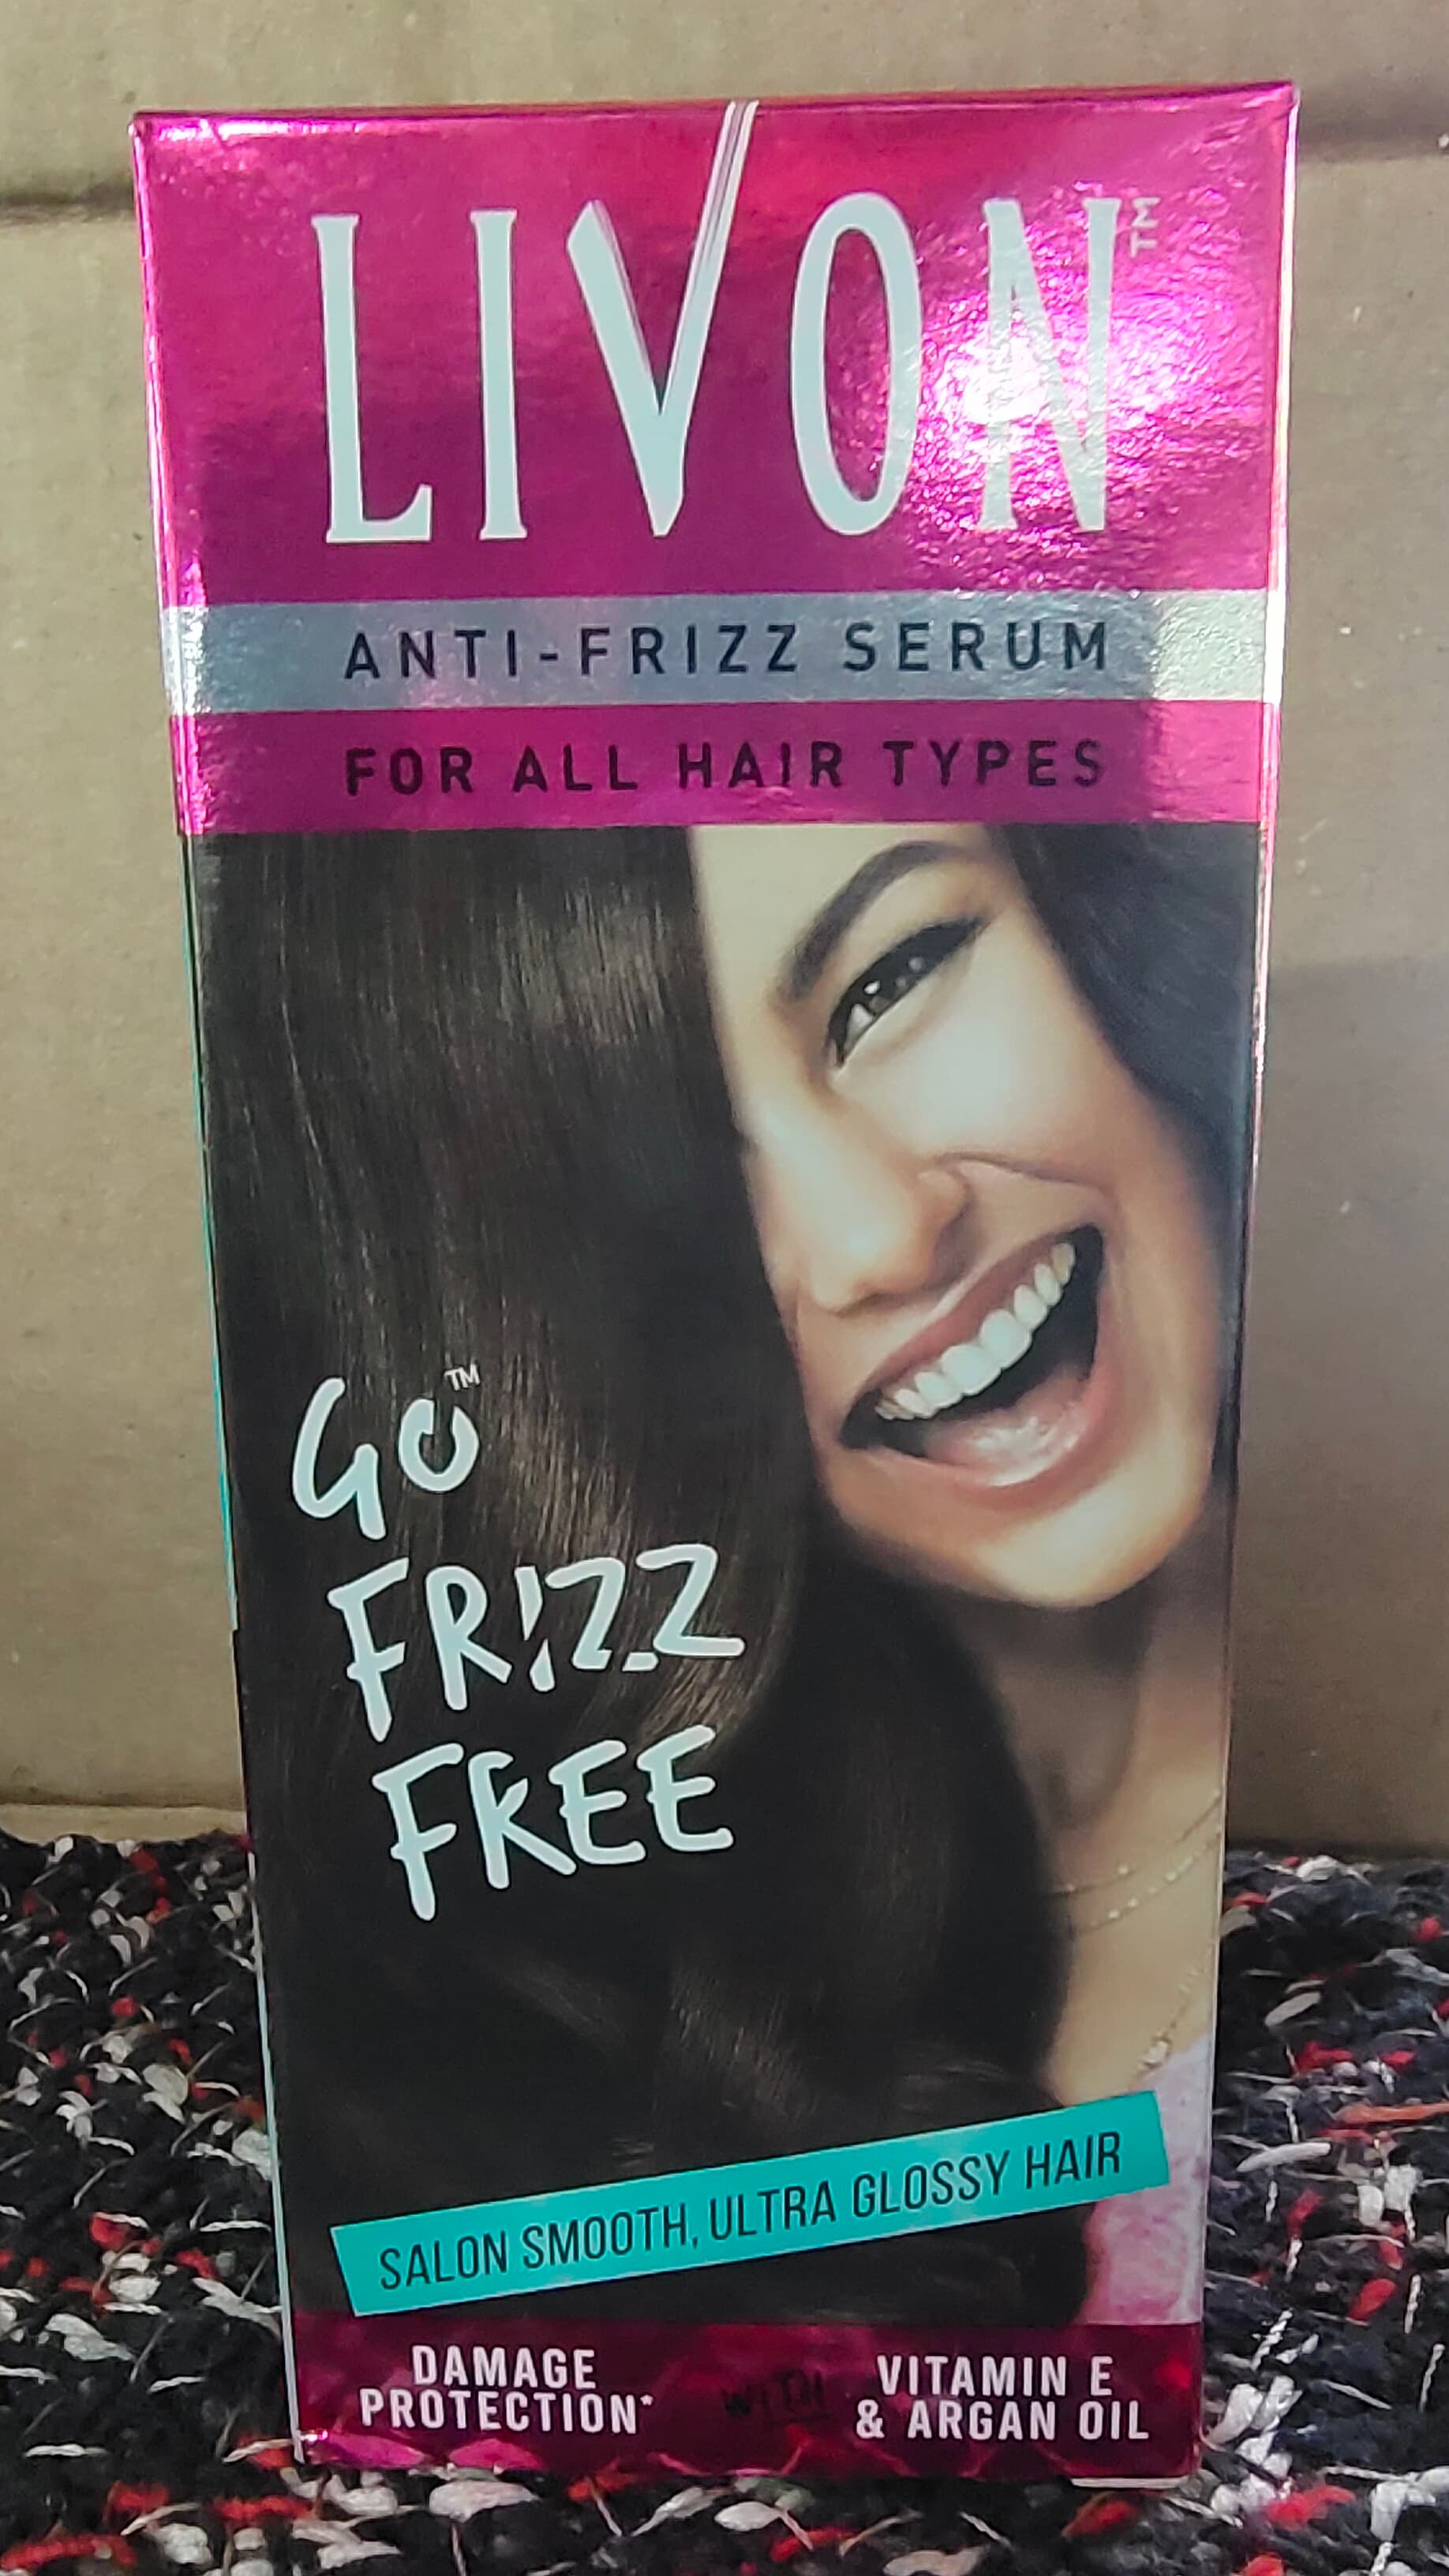 LIVON™
ANTI-FRIZZ SERUM
FOR ALL HAIR TYPES
GO™
FRIZZ
FREE
SALON SMOOTH, ULTRA GLOSSY HAIR
DAMAGE
PROTECTION*
WITH
VITAMIN E
& ARGAN OIL